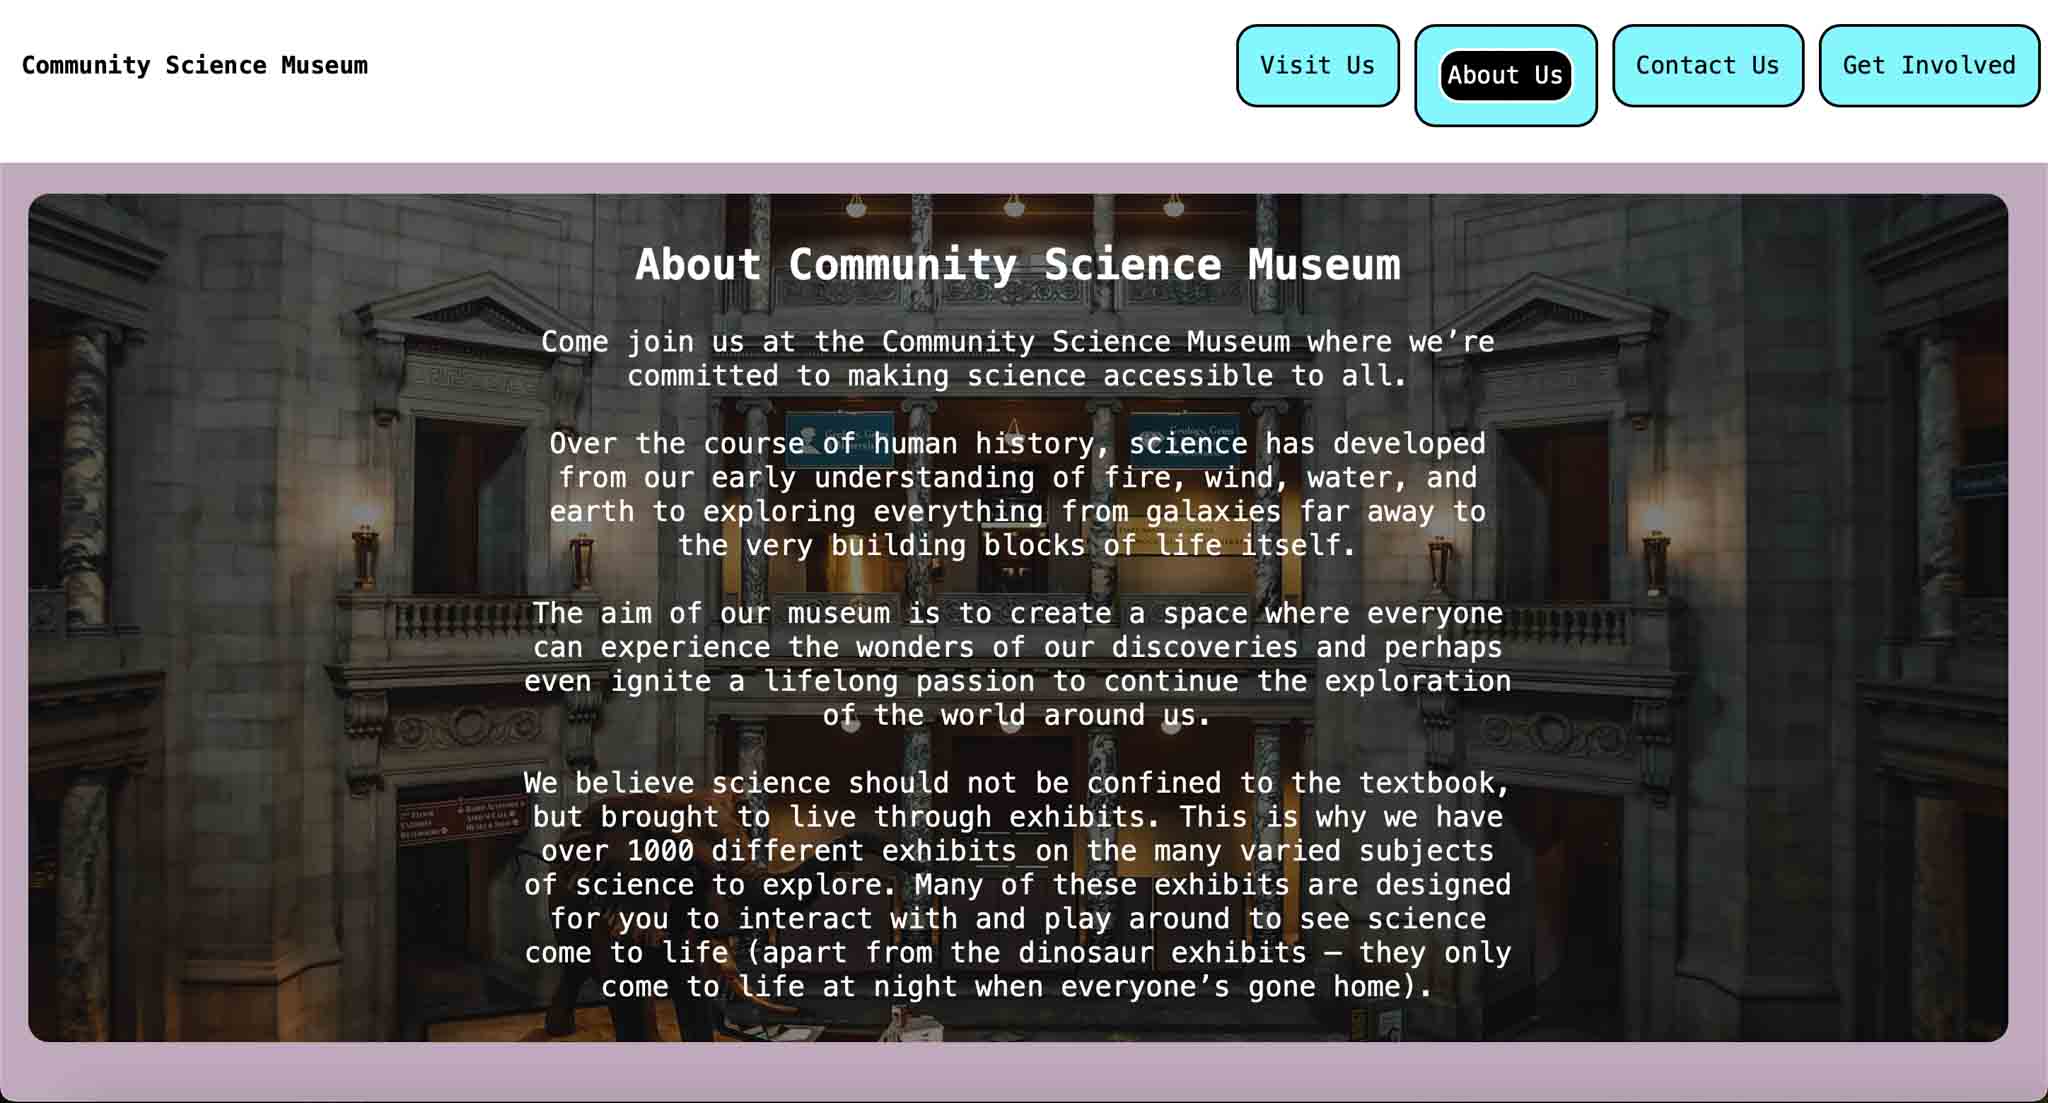 Community Science Museum
Visit Us
About Us
Contact Us
Get Involved
About Community Science Museum
Come join us at the Community Science Museum where we’re
committed to making science accessible to all.
Over the course of human history, science has developed
from our early understanding of fire, wind, water, and
earth to exploring everything from galaxies far away to
the very building blocks of life itself.
The aim of our museum is to create a space where everyone
can experience the wonders of our discoveries and perhaps
even ignite a lifelong passion to continue the exploration
of the world around us.
We believe science should not be confined to the textbook,
but brought to live through exhibits. This is why we have
over 1000 different exhibits on the many varied subjects
of science to explore. Many of these exhibits are designed
for you to interact with and play around to see science
come to life (apart from the dinosaur exhibits – they only
come to life at night when everyone’s gone home).